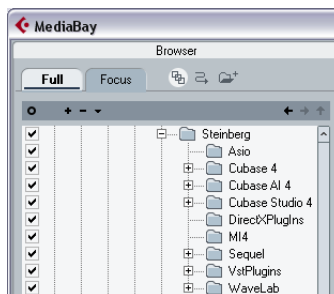 MediaBay
Browser
Full Focus
Steinberg
Asio
Cubase 4
Cubase AI 4
Cubase Studio 4
DirectXPlugIns
MI4
Sequel
VstPlugins
WaveLab